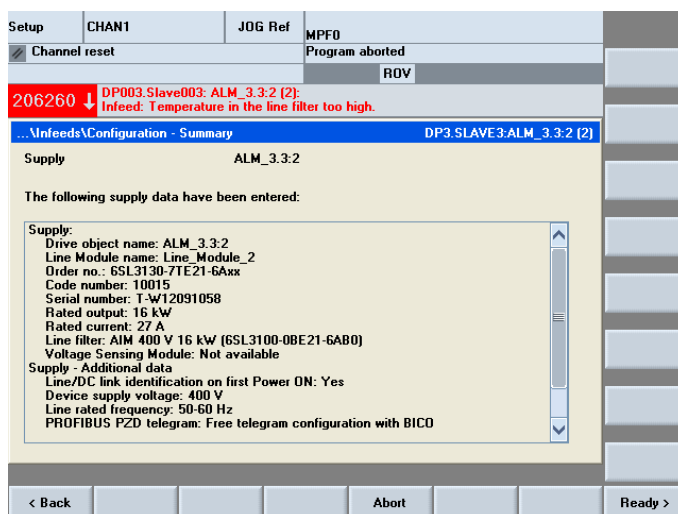 Setup CHAN1 JOG Ref MPF0
Channel reset Program aborted
ROV
206260 DP003.Slave003: ALM_3.3:2 (2):
Infeed: Temperature in the line filter too high.
...\Infeeds\Configuration - Summary DP3.SLAVE3:ALM_3.3:2 (2)
Supply ALM_3.3:2
The following supply data have been entered:
Supply:
Drive object name: ALM_3.3:2
Line Module name: Line_Module_2
Order no.: 6SL3130-7TE21-6Axx
Code number: 10015
Serial number: T-W12091058
Rated output: 16 kW
Rated current: 27 A
Line filter: AIM 400 V 16 kW (6SL3100-0BE21-6AB0)
Voltage Sensing Module: Not available
Supply - Additional data
Line/DC link identification on first Power ON: Yes
Device supply voltage: 400 V
Line rated frequency: 50-60 Hz
PROFIBUS PZD telegram: Free telegram configuration with BICO
< Back Abort Ready >